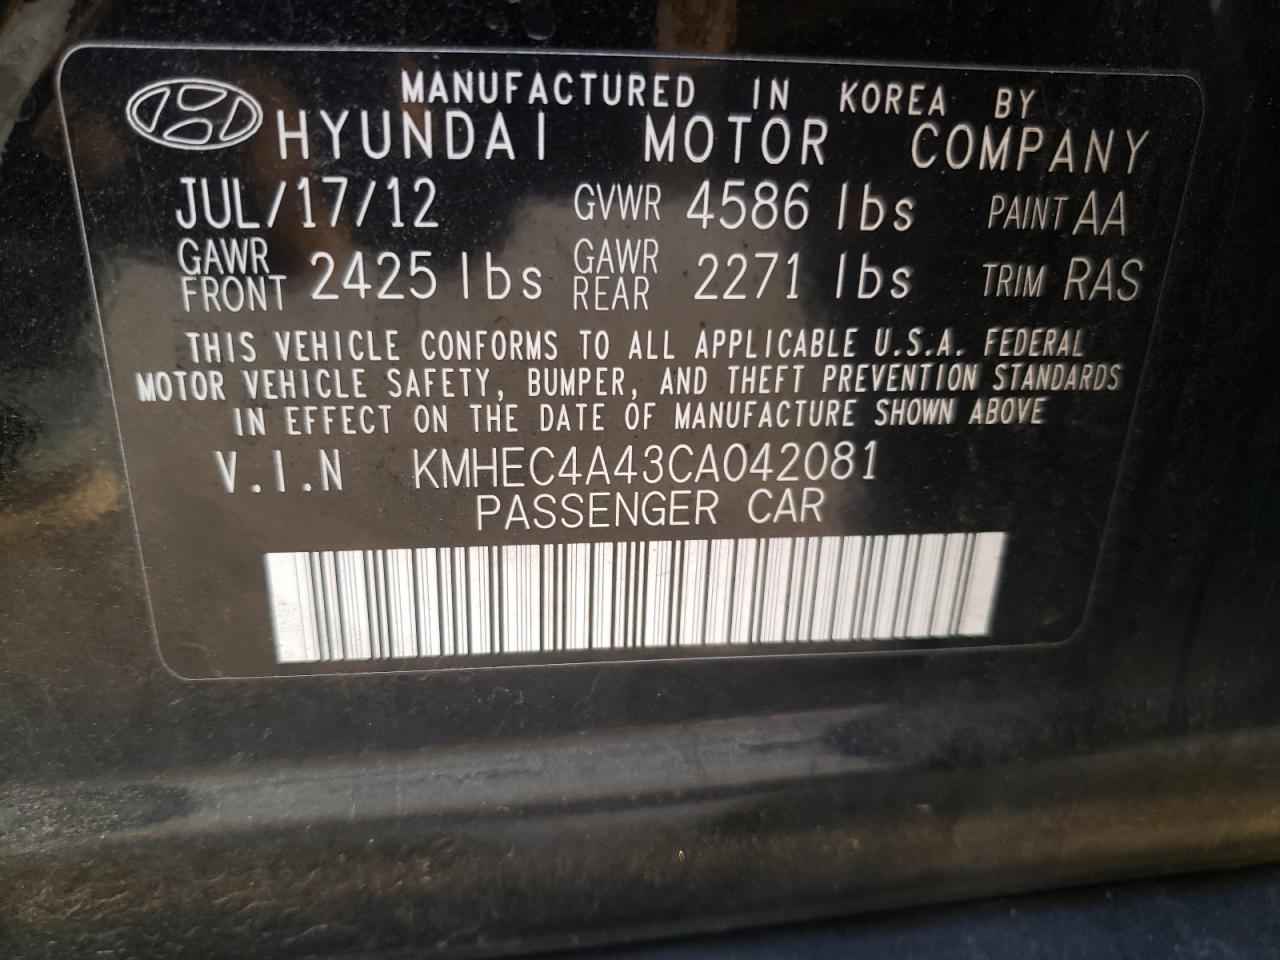 MANUFACTURED IN KOREA BY
HYUNDAI MOTOR COMPANY
JUL/17/12 GVWR 4586 lbs PAINT AA
GAWR FRONT 2425 lbs GAWR REAR 2271 lbs TRIM RAS
THIS VEHICLE CONFORMS TO ALL APPLICABLE U.S.A. FEDERAL
MOTOR VEHICLE SAFETY, BUMPER, AND THEFT PREVENTION STANDARDS
IN EFFECT ON THE DATE OF MANUFACTURE SHOWN ABOVE
V.I.N KMHEC4A43CA042081
PASSENGER CAR